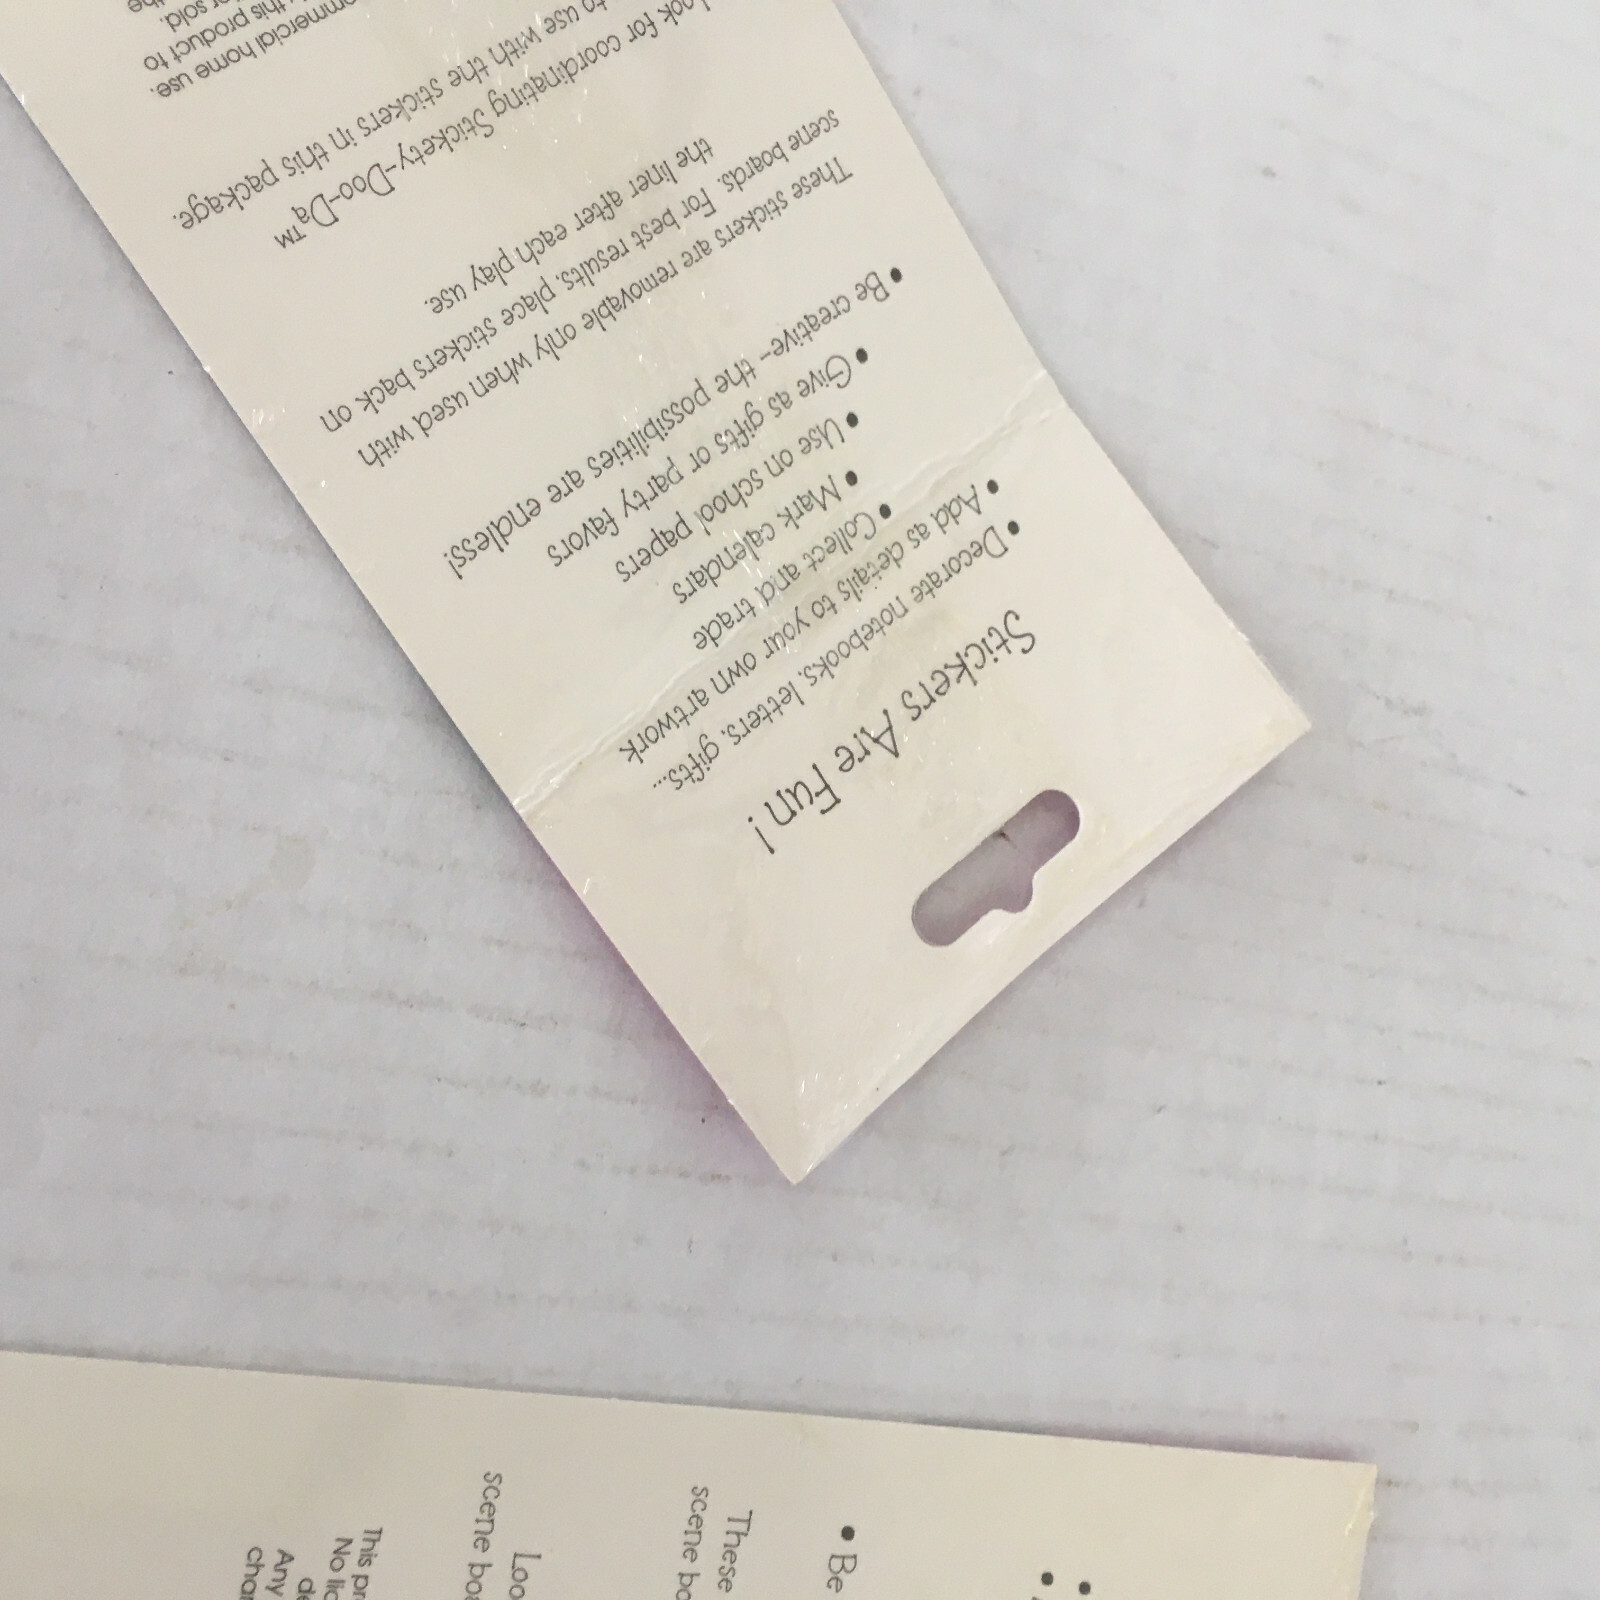 Stickers Are Fun!
• Decorate notebooks, letters, gifts...
• Add as details to your own artwork
• Collect and trade
• Mark calendars
• Use on school papers
• Give as gifts or party favors
• Be creative- the possibilities are endless!
These stickers are removable only when used with
scene boards. For best results, place stickers back on
the liner after each play use.
Look for coordinating Stickety-Doo-Da™
to use with the stickers in this package.
commercial home use.
this product to
or sold.
the
• Be
These
scene
Loo
scene
This
No
Any